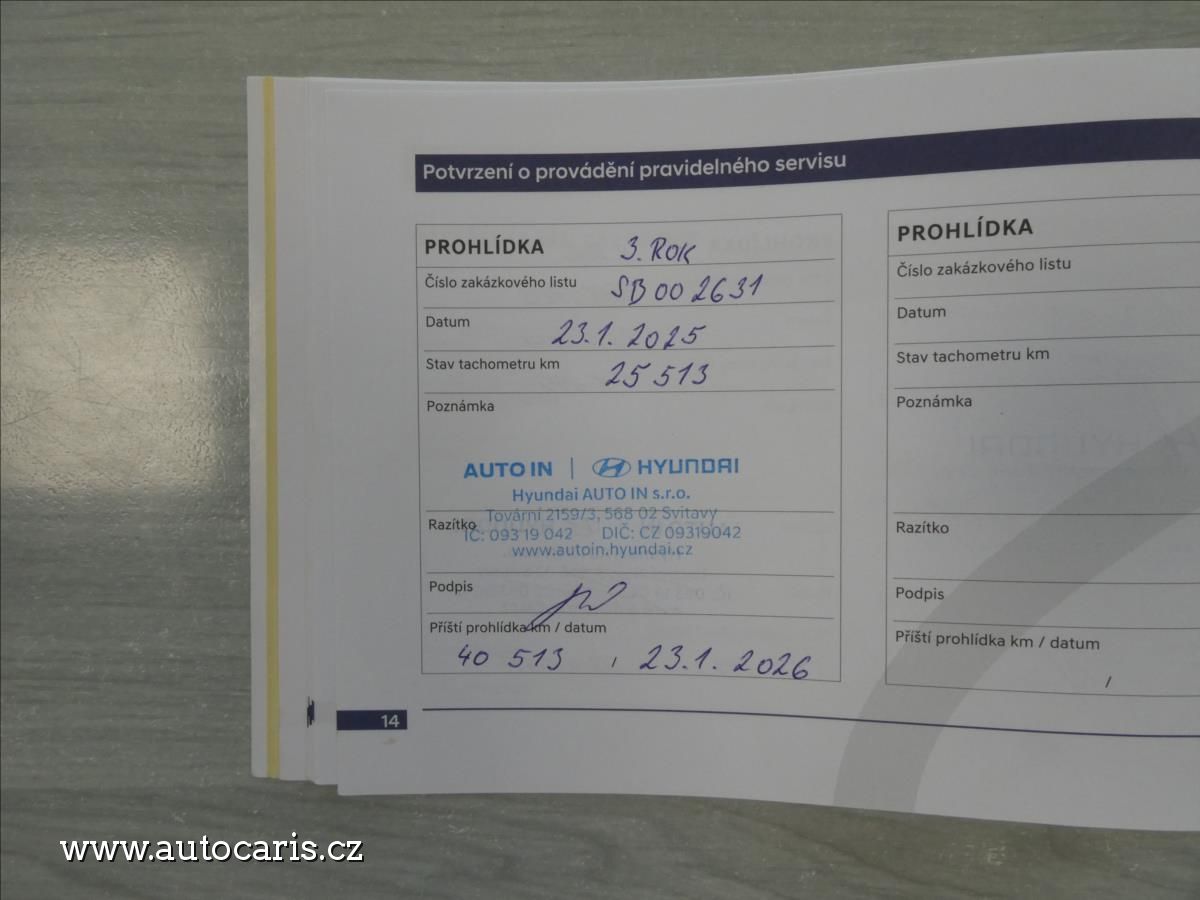 Potvrzení o provádění pravidelného servisu
PROHLÍDKA 3. ROK
Číslo zakázkového listu SB 00 2631
Datum 23.1. 2025
Stav tachometru km 25 513
Poznámka
AUTO IN | HYUNDAI
Hyundai AUTO IN s.r.o.
Tovární 2159/3, 568 02 Svitavy
Razítko
IČ: 093 19 042 DIČ: CZ 09319042
www.autoin.hyundai.cz
Podpis
Příští prohlídka km / datum
40 513 / 23.1. 2026
14
PROHLÍDKA
Číslo zakázkového listu
Datum
Stav tachometru km
Poznámka
Razítko
Podpis
Příští prohlídka km / datum
/
www.autocaris.cz